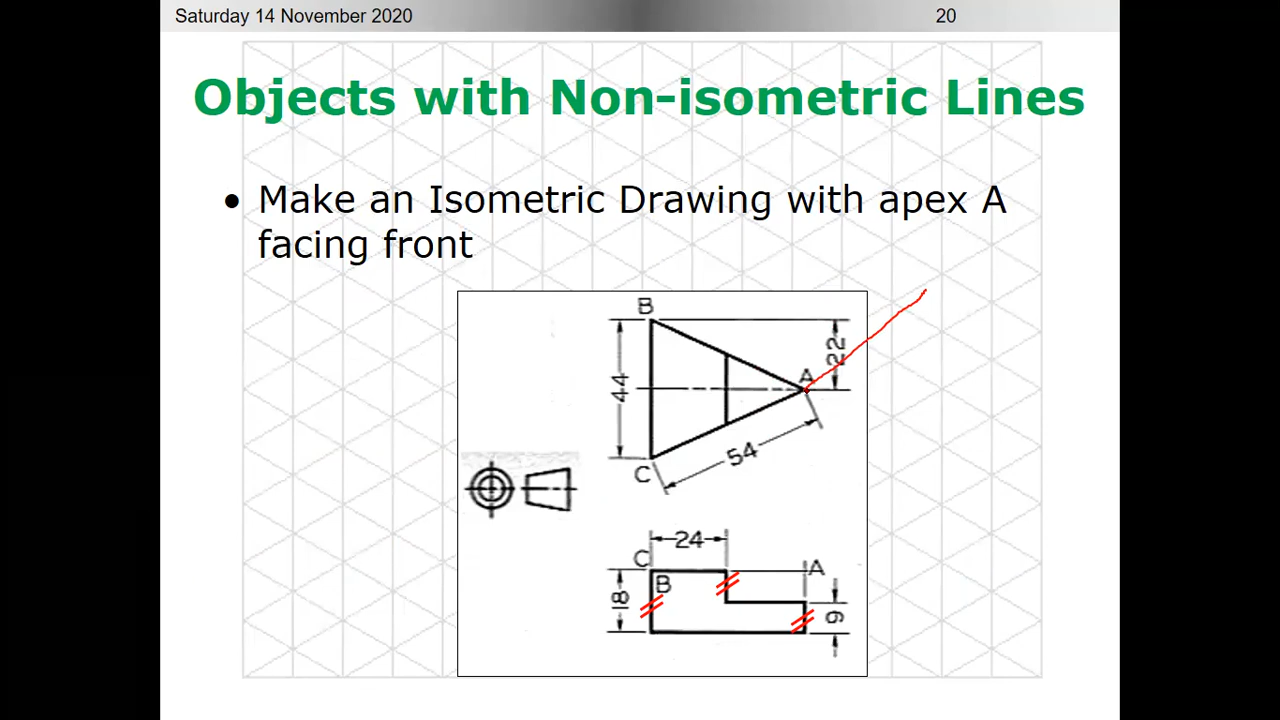 Saturday 14 November 2020
20
Objects with Non-isometric Lines
• Make an Isometric Drawing with apex A
facing front
B
22
A
44
54
C
24
C
A
B
18
9